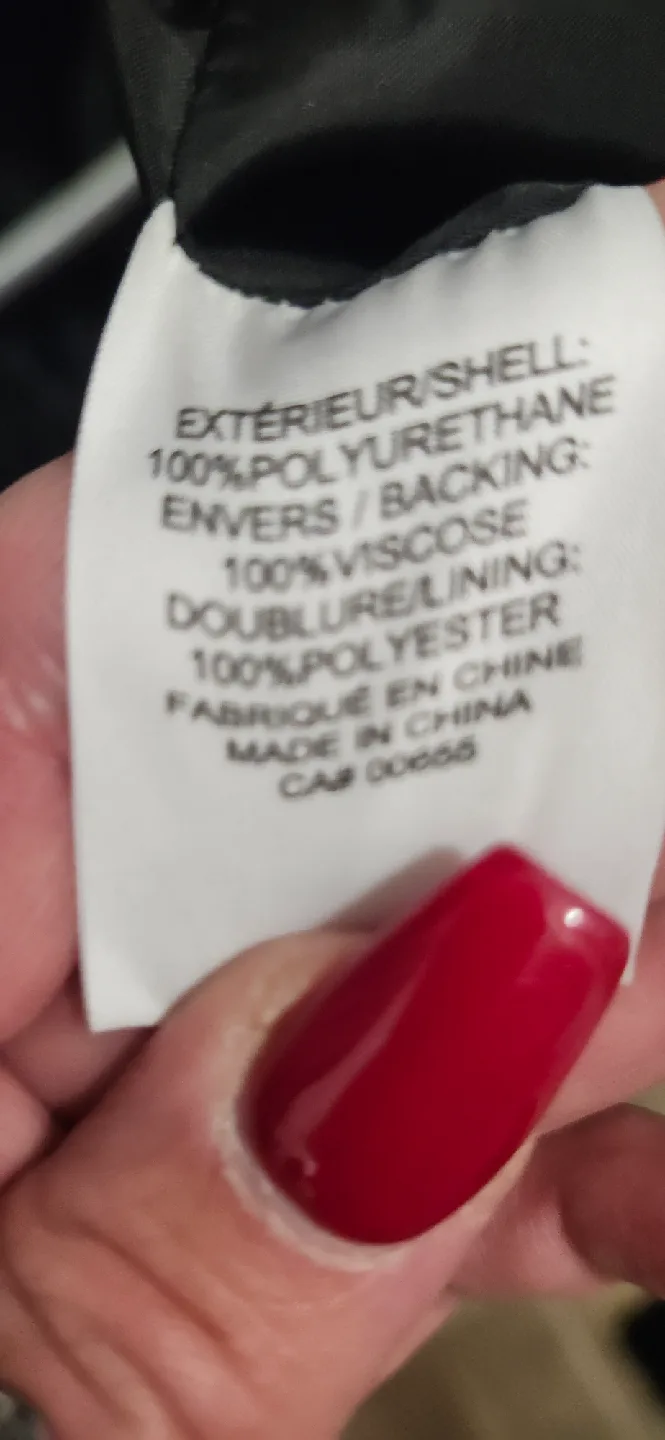 EXTÉRIEUR/SHELL:
100%POLYURETHANE
ENVERS / BACKING:
100%VISCOSE
DOUBLURE/LINING:
100%POLYESTER
FABRIQUÉ EN CHINE
MADE IN CHINA
CA#